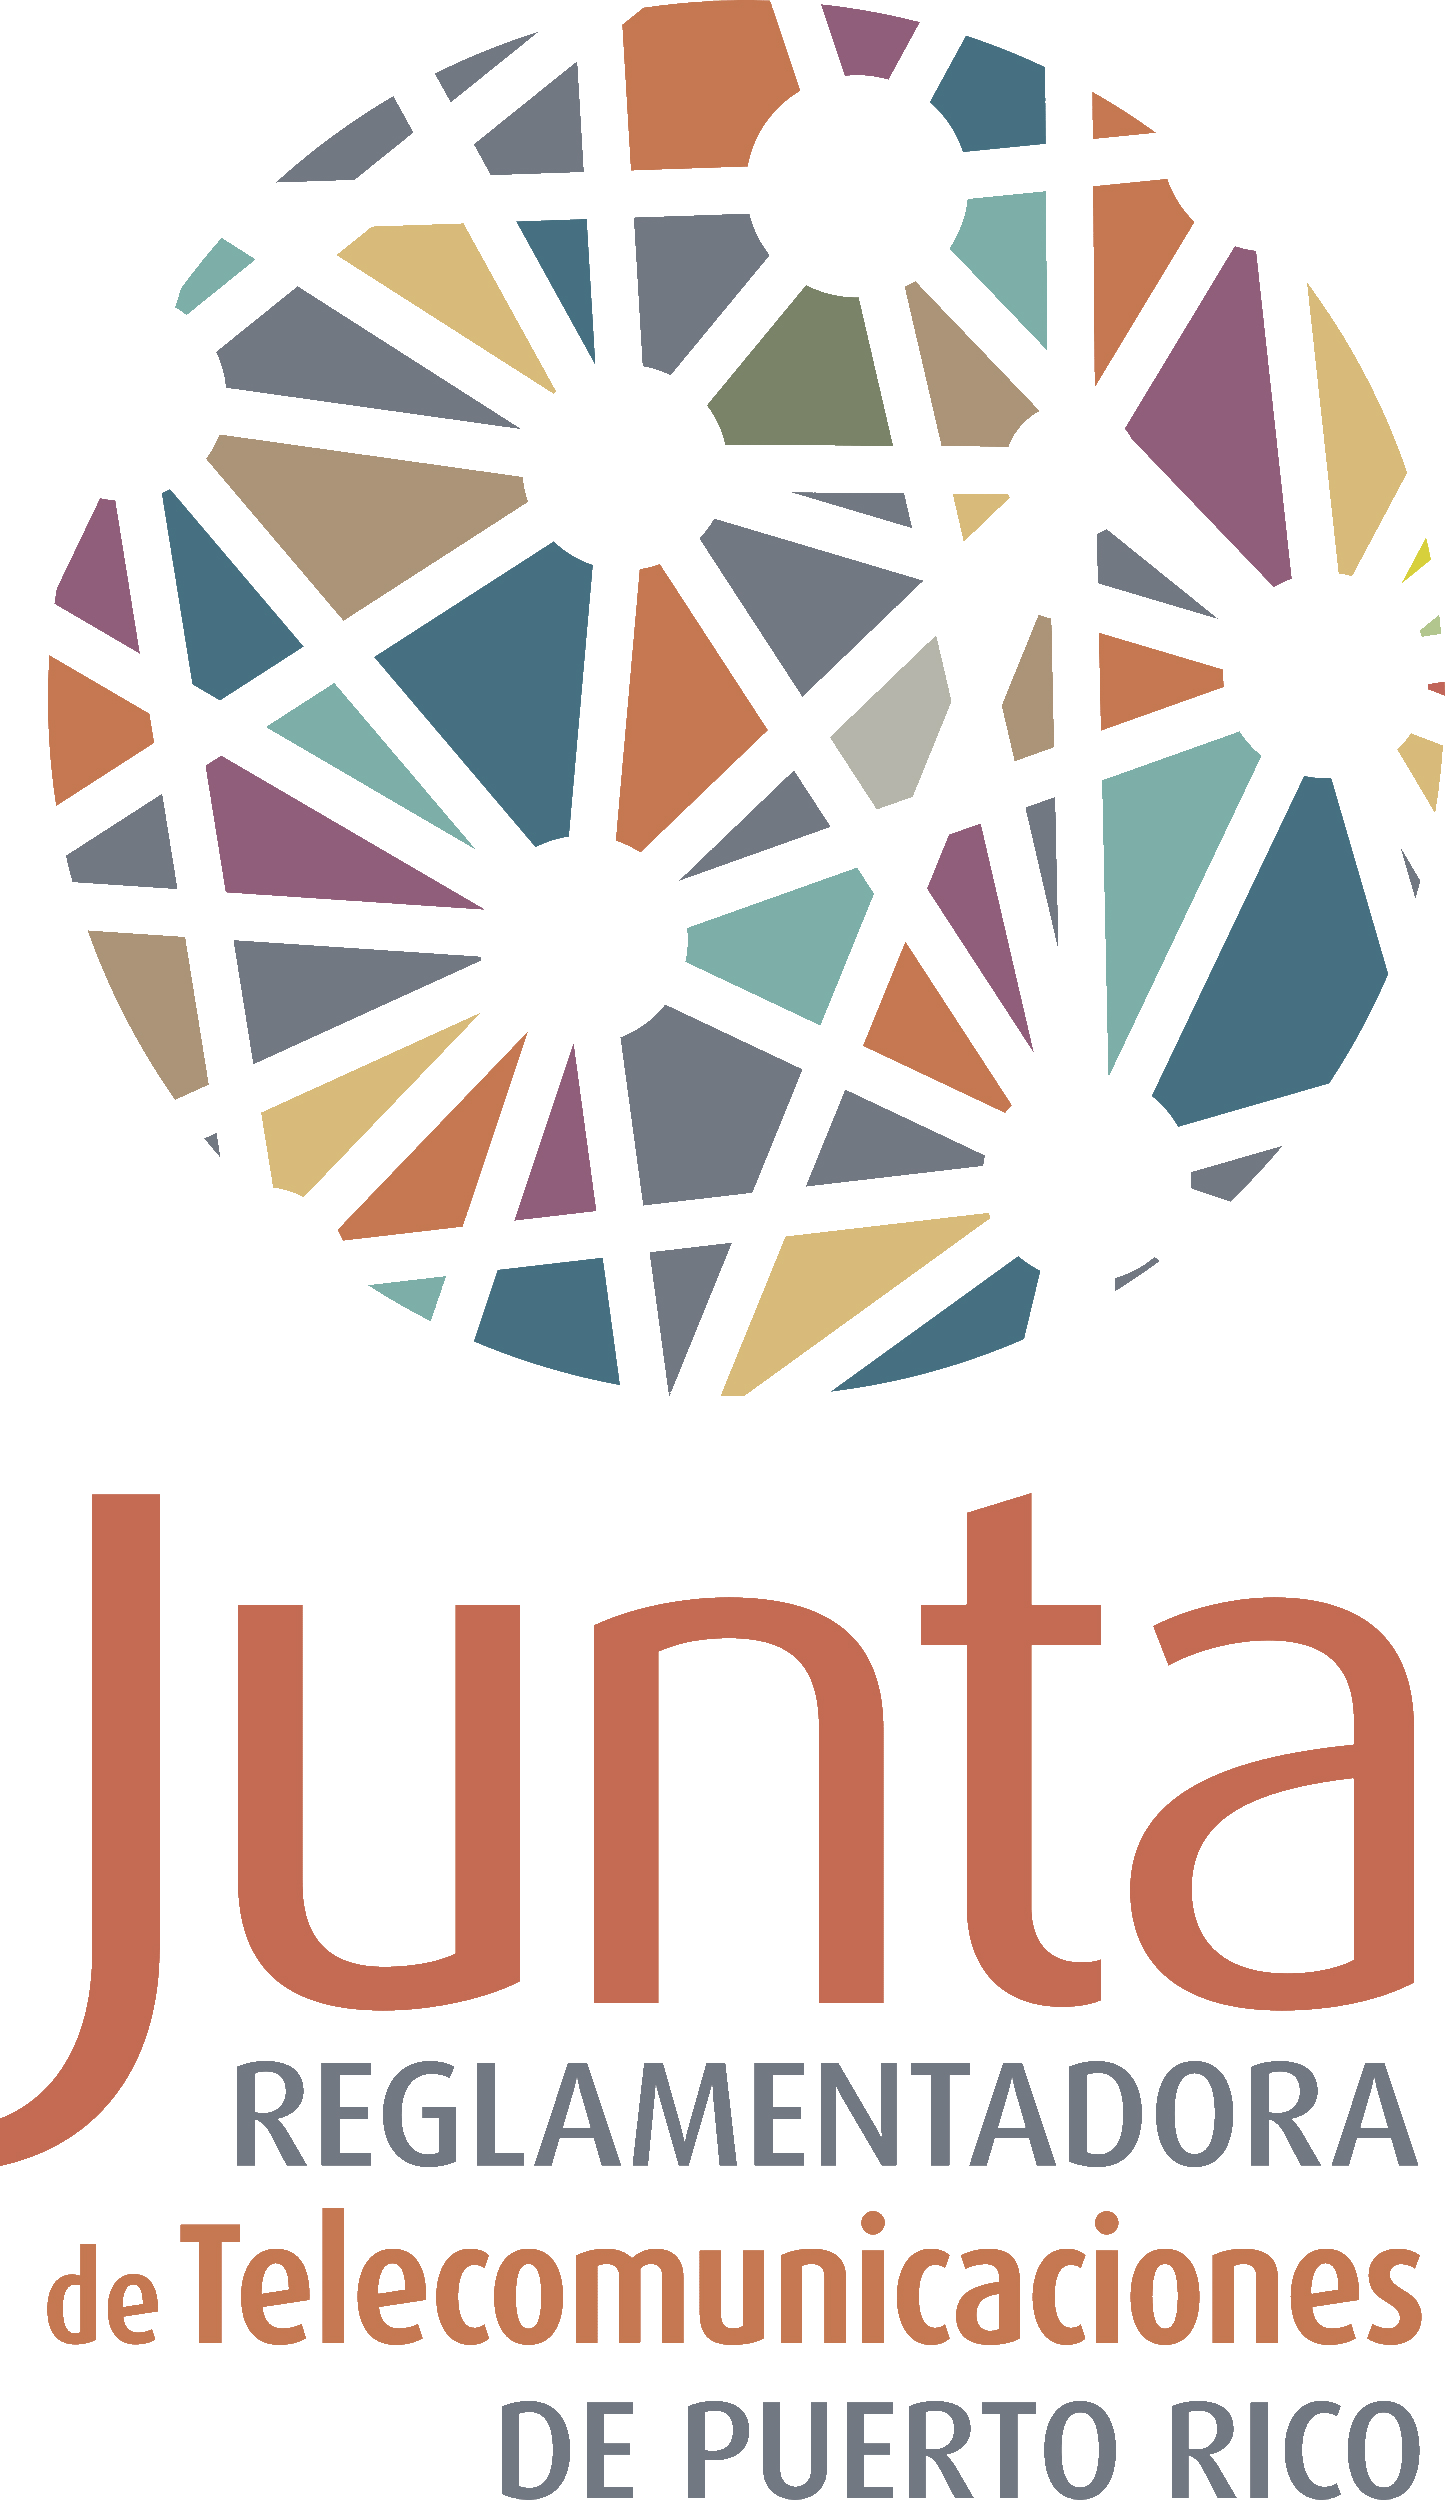 Junta
REGLAMENTADORA
de Telecomunicaciones
DE PUERTO RICO